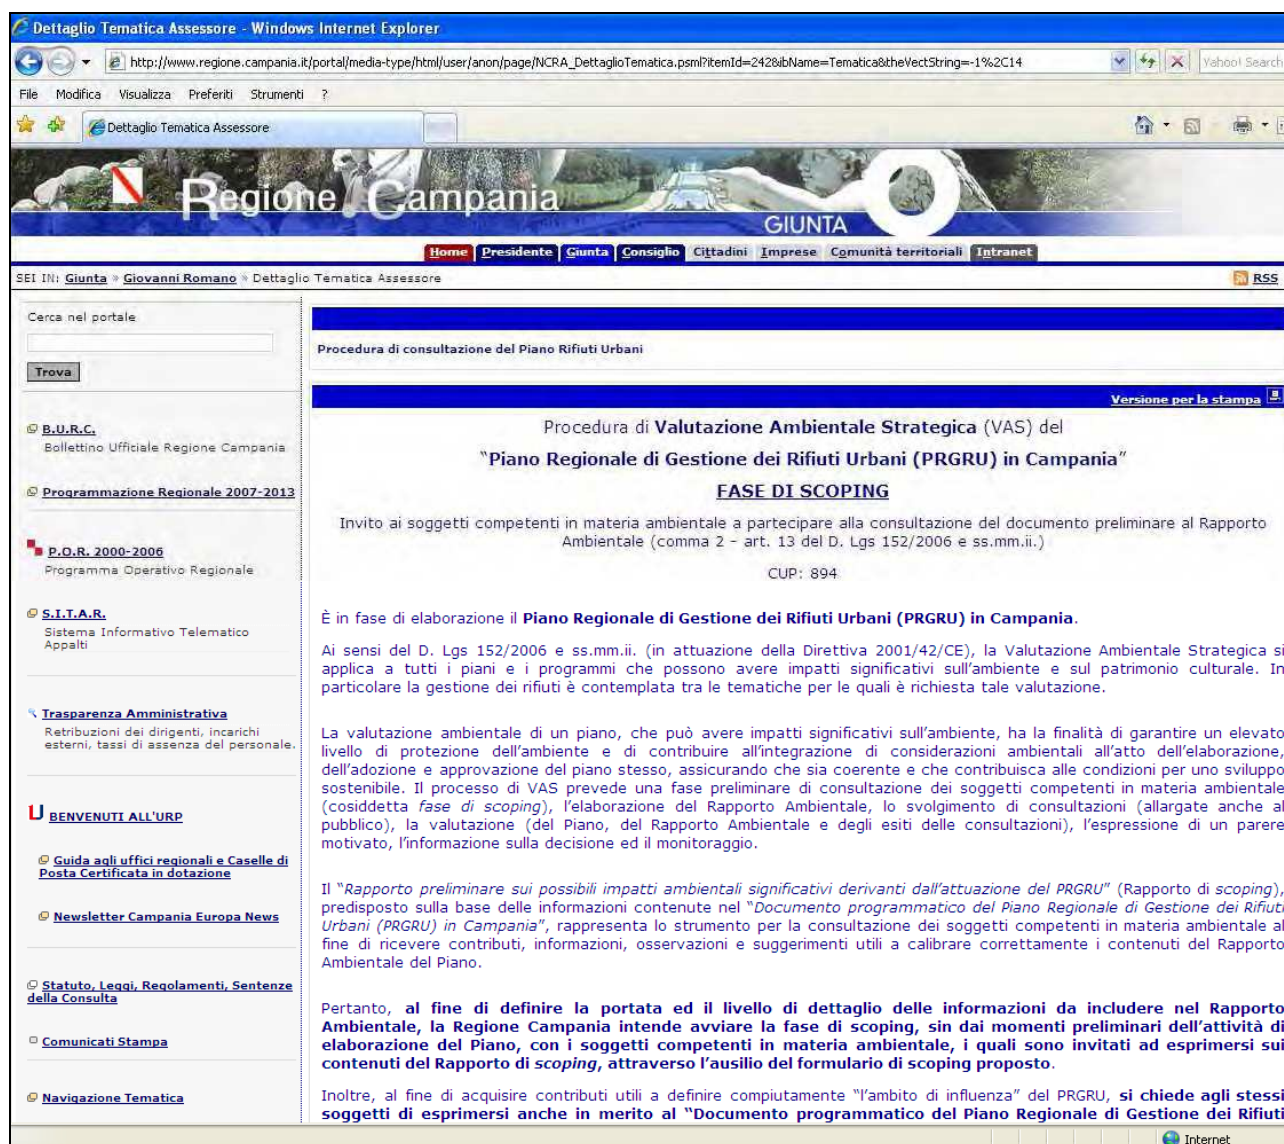 Dettaglio Tematica Assessore - Windows Internet Explorer
http://www.regione.campania.it/portal/media-type/html/user/anon/page/NCRA_DettaglioTematica.psml?itemId=242&ibName=Tematica&theVectString=-1%2C14
Yahoo! Search
File Modifica Visualizza Preferiti Strumenti ?
Dettaglio Tematica Assessore
Regione Campania
GIUNTA
Home Presidente Giunta Consiglio Cittadini Imprese Comunità territoriali Intranet
SEI IN: Giunta » Giovanni Romano » Dettaglio Tematica Assessore
RSS
Cerca nel portale
Trova
B.U.R.C.
Bollettino Ufficiale Regione Campania
Programmazione Regionale 2007-2013
P.O.R. 2000-2006
Programma Operativo Regionale
S.I.T.A.R.
Sistema Informativo Telematico
Appalti
Trasparenza Amministrativa
Retribuzioni dei dirigenti, incarichi
esterni, tassi di assenza del personale.
BENVENUTI ALL'URP
Guida agli uffici regionali e Caselle di
Posta Certificata in dotazione
Newsletter Campania Europa News
Statuto, Leggi, Regolamenti, Sentenze
della Consulta
Comunicati Stampa
Navigazione Tematica
Procedura di consultazione del Piano Rifiuti Urbani
Versione per la stampa
Procedura di Valutazione Ambientale Strategica (VAS) del
“Piano Regionale di Gestione dei Rifiuti Urbani (PRGRU) in Campania”
FASE DI SCOPING
Invito ai soggetti competenti in materia ambientale a partecipare alla consultazione del documento preliminare al Rapporto
Ambientale (comma 2 – art. 13 del D. Lgs 152/2006 e ss.mm.ii.)
CUP: 894
È in fase di elaborazione il Piano Regionale di Gestione dei Rifiuti Urbani (PRGRU) in Campania.
Ai sensi del D. Lgs 152/2006 e ss.mm.ii. (in attuazione della Direttiva 2001/42/CE), la Valutazione Ambientale Strategica si
applica a tutti i piani e i programmi che possono avere impatti significativi sull’ambiente e sul patrimonio culturale. In
particolare la gestione dei rifiuti è contemplata tra le tematiche per le quali è richiesta tale valutazione.
La valutazione ambientale di un piano, che può avere impatti significativi sull’ambiente, ha la finalità di garantire un elevato
livello di protezione dell’ambiente e di contribuire all’integrazione di considerazioni ambientali all’atto dell’elaborazione,
dell’adozione e approvazione del piano stesso, assicurando che sia coerente e che contribuisca alle condizioni per uno sviluppo
sostenibile. Il processo di VAS prevede una fase preliminare di consultazione dei soggetti competenti in materia ambientale
(cosiddetta fase di scoping), l’elaborazione del Rapporto Ambientale, lo svolgimento di consultazioni (allargate anche al
pubblico), la valutazione (del Piano, del Rapporto Ambientale e degli esiti delle consultazioni), l’espressione di un parere
motivato, l’informazione sulla decisione ed il monitoraggio.
Il “Rapporto preliminare sui possibili impatti ambientali significativi derivanti dall’attuazione del PRGRU” (Rapporto di scoping),
predisposto sulla base delle informazioni contenute nel “Documento programmatico del Piano Regionale di Gestione dei Rifiuti
Urbani (PRGRU) in Campania”, rappresenta lo strumento per la consultazione dei soggetti competenti in materia ambientale al
fine di ricevere contributi, informazioni, osservazioni e suggerimenti utili a calibrare correttamente i contenuti del Rapporto
Ambientale del Piano.
Pertanto, al fine di definire la portata ed il livello di dettaglio delle informazioni da includere nel Rapporto
Ambientale, la Regione Campania intende avviare la fase di scoping, sin dai momenti preliminari dell’attività di
elaborazione del Piano, con i soggetti competenti in materia ambientale, i quali sono invitati ad esprimersi sui
contenuti del Rapporto di scoping, attraverso l’ausilio del formulario di scoping proposto.
Inoltre, al fine di acquisire contributi utili a definire compiutamente “l’ambito di influenza” del PRGRU, si chiede agli stessi
soggetti di esprimersi anche in merito al “Documento programmatico del Piano Regionale di Gestione dei Rifiuti
Internet